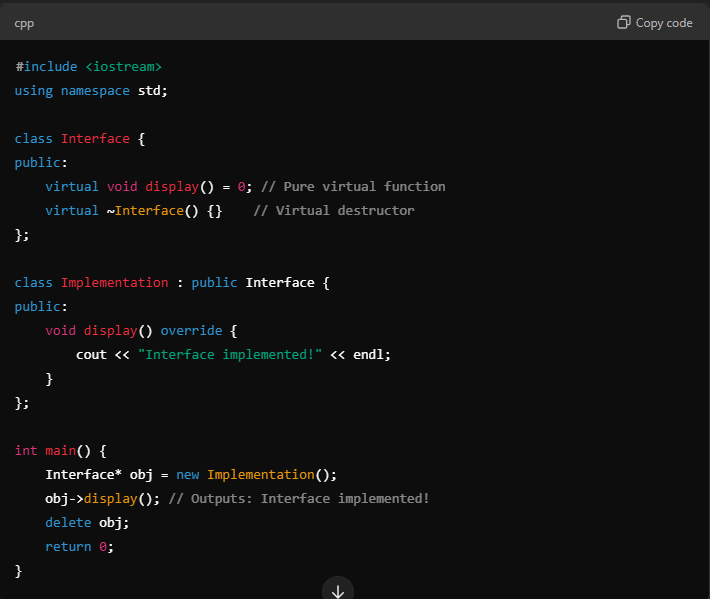 cpp
Copy code
#include <iostream>
using namespace std;
class Interface {
public:
    virtual void display() = 0; // Pure virtual function
    virtual ~Interface() {}    // Virtual destructor
};
class Implementation : public Interface {
public:
    void display() override {
        cout << "Interface implemented!" << endl;
    }
};
int main() {
    Interface* obj = new Implementation();
    obj->display(); // Outputs: Interface implemented!
    delete obj;
    return 0;
}